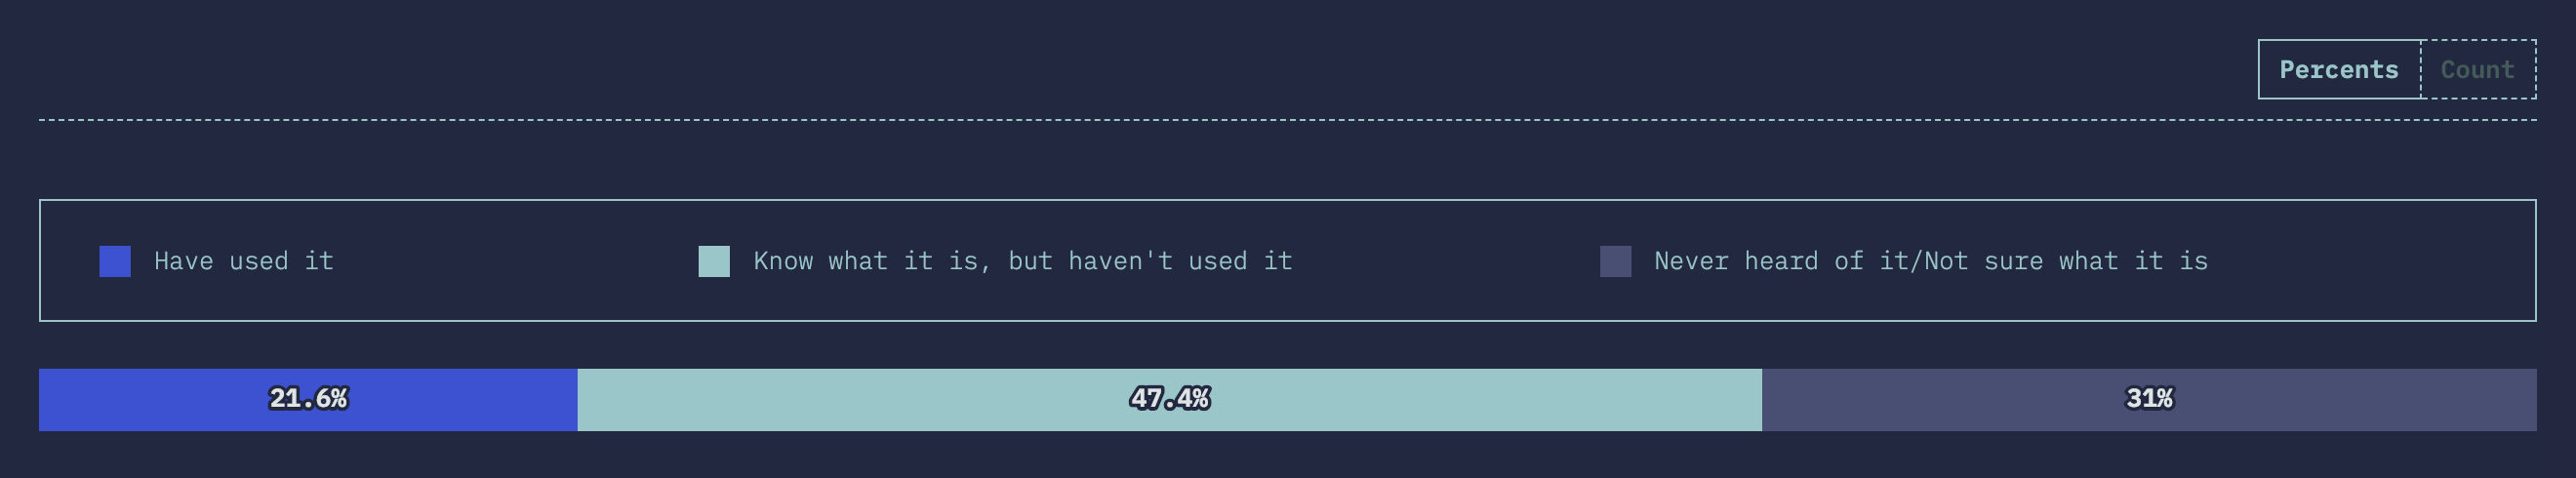 Percents Count
Have used it Know what it is, but haven't used it Never heard of it/Not sure what it is
21.6% 47.4% 31%